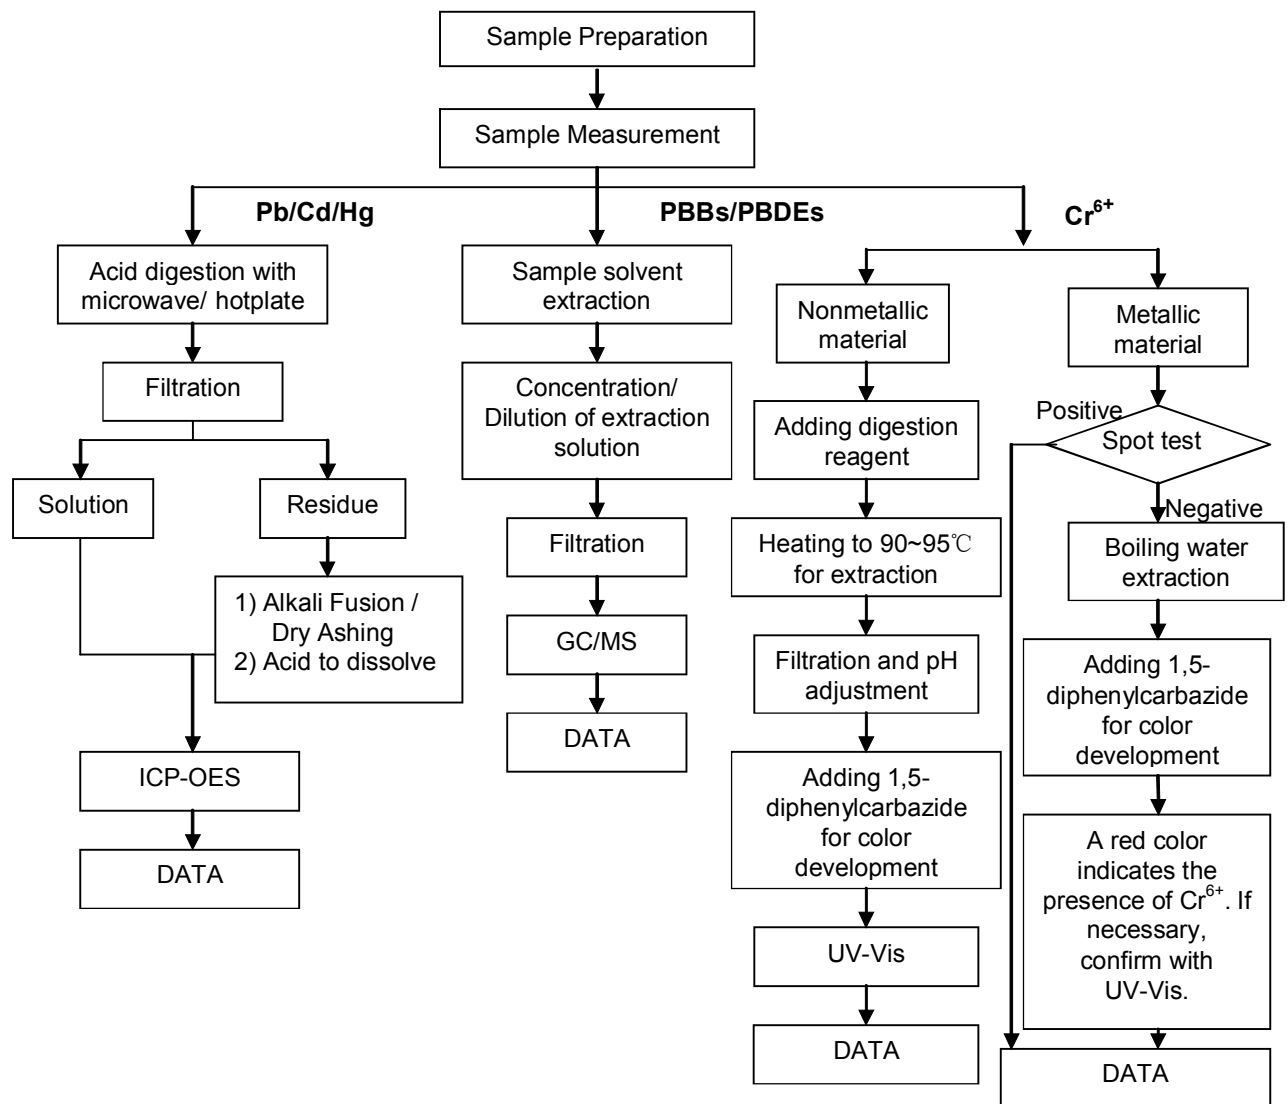 Sample Preparation
Sample Measurement
Pb/Cd/Hg
PBBs/PBDEs
Cr⁶⁺
Acid digestion with
microwave/ hotplate
Filtration
Solution
Residue
1) Alkali Fusion /
Dry Ashing
2) Acid to dissolve
ICP-OES
DATA
Sample solvent
extraction
Concentration/
Dilution of extraction
solution
Filtration
GC/MS
DATA
Nonmetallic
material
Adding digestion
reagent
Heating to 90~95℃
for extraction
Filtration and pH
adjustment
Adding 1,5-
diphenylcarbazide
for color
development
UV-Vis
DATA
Metallic
material
Positive
Spot test
Negative
Boiling water
extraction
Adding 1,5-
diphenylcarbazide
for color
development
A red color
indicates the
presence of Cr⁶⁺. If
necessary,
confirm with
UV-Vis.
DATA